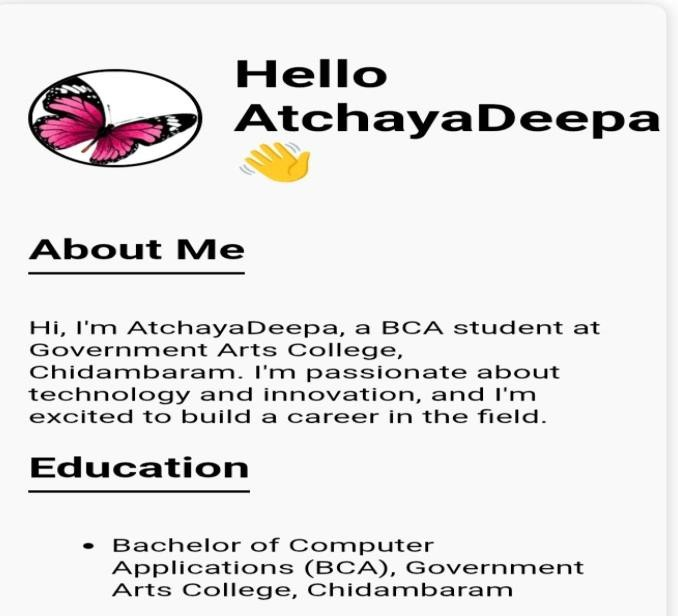 Hello
AtchayaDeepa
👋
About Me
Hi, I'm AtchayaDeepa, a BCA student at
Government Arts College,
Chidambaram. I'm passionate about
technology and innovation, and I'm
excited to build a career in the field.
Education
• Bachelor of Computer
Applications (BCA), Government
Arts College, Chidambaram